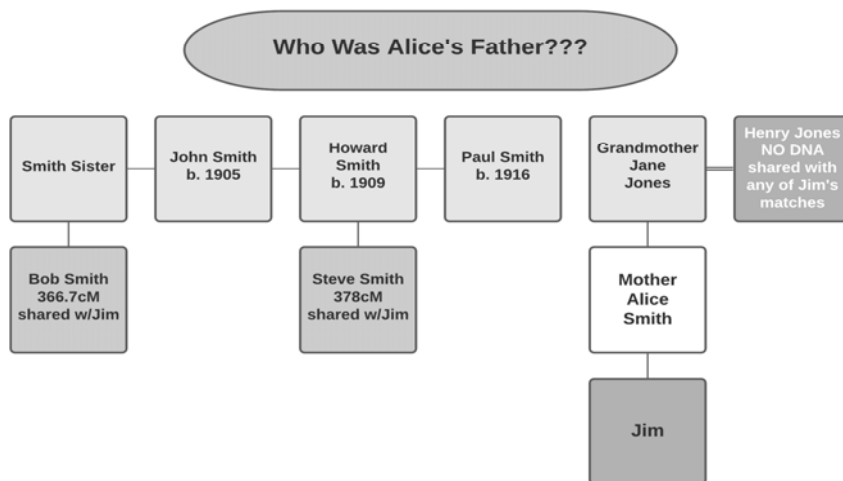 Who Was Alice's Father???
Smith Sister
John Smith
b. 1905
Howard
Smith
b. 1909
Paul Smith
b. 1916
Grandmother
Jane
Jones
Henry Jones
NO DNA
shared with
any of Jim's
matches
Bob Smith
366.7cM
shared w/Jim
Steve Smith
378cM
shared w/Jim
Mother
Alice
Smith
Jim